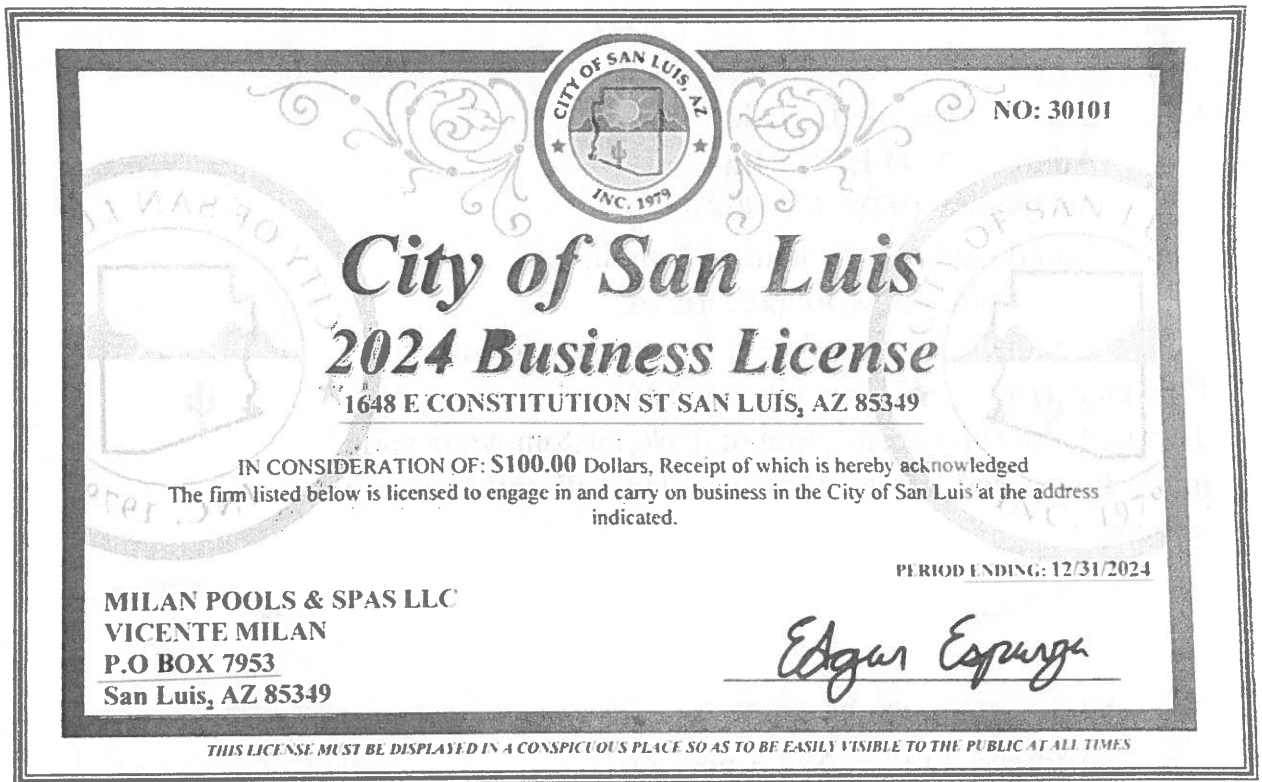 CITY OF SAN LUIS, AZ
INC. 1979
NO: 30101
City of San Luis
2024 Business License
1648 E CONSTITUTION ST SAN LUIS, AZ 85349
IN CONSIDERATION OF: $100.00 Dollars, Receipt of which is hereby acknowledged
The firm listed below is licensed to engage in and carry on business in the City of San Luis at the address
indicated.
PERIOD ENDING: 12/31/2024
MILAN POOLS & SPAS LLC
VICENTE MILAN
P.O BOX 7953
San Luis, AZ 85349
Edgar Esparza
THIS LICENSE MUST BE DISPLAYED IN A CONSPICUOUS PLACE SO AS TO BE EASILY VISIBLE TO THE PUBLIC AT ALL TIMES